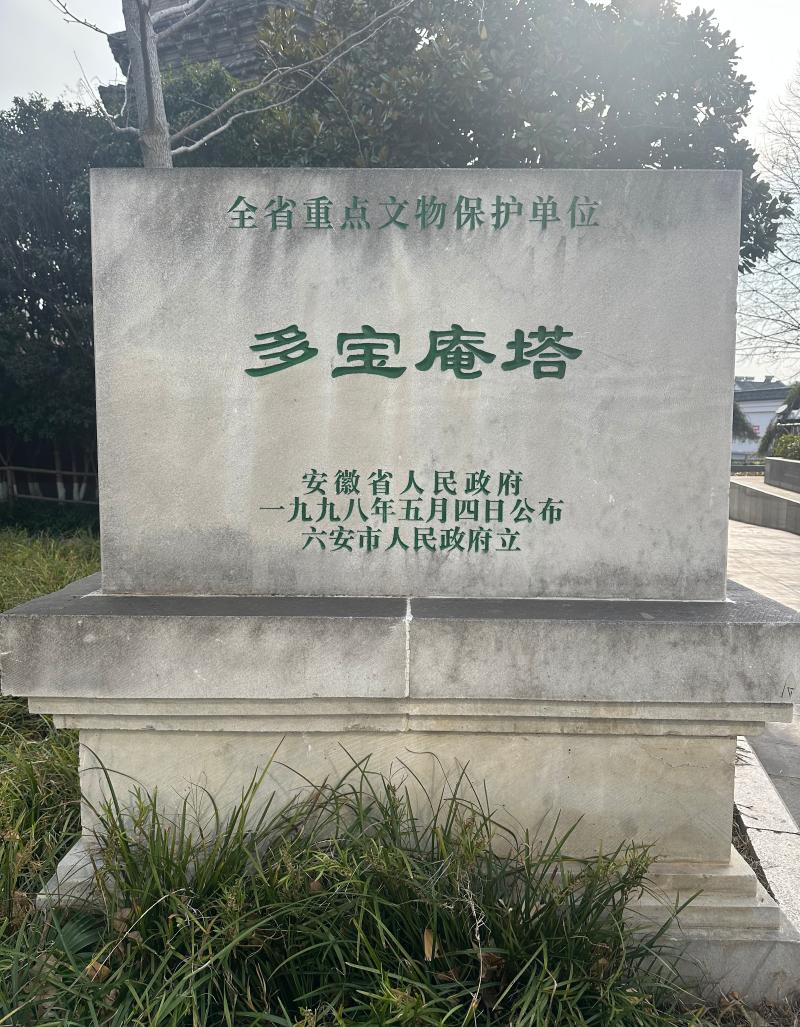 全省重点文物保护单位
多宝庵塔
安徽省人民政府
一九九八年五月四日公布
六安市人民政府立